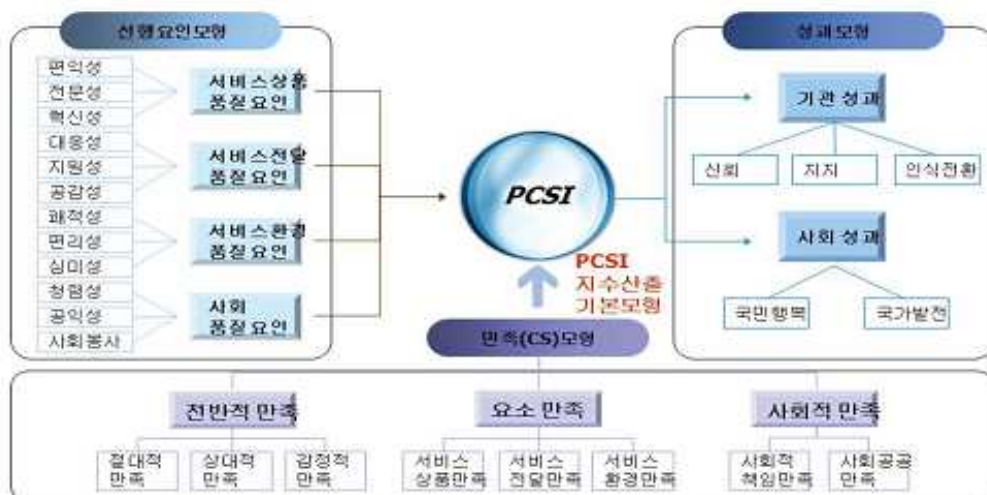 선행요인모형
편익성
전문성
혁신성
대응성
지원성
공감성
쾌적성
편리성
심미성
청렴성
공익성
사회봉사
서비스상품
품질요인
서비스전달
품질요인
서비스환경
품질요인
사회
품질요인
PCSI
PCSI
지수산출
기본모형
만족(CS)모형
성과모형
기관성과
신뢰
지지
인식전환
사회성과
국민행복
국가발전
전반적 만족
절대적
만족
상대적
만족
감정적
만족
요소 만족
서비스
상품만족
서비스
전달만족
서비스
환경만족
사회적 만족
사회적
책임만족
사회공공
만족